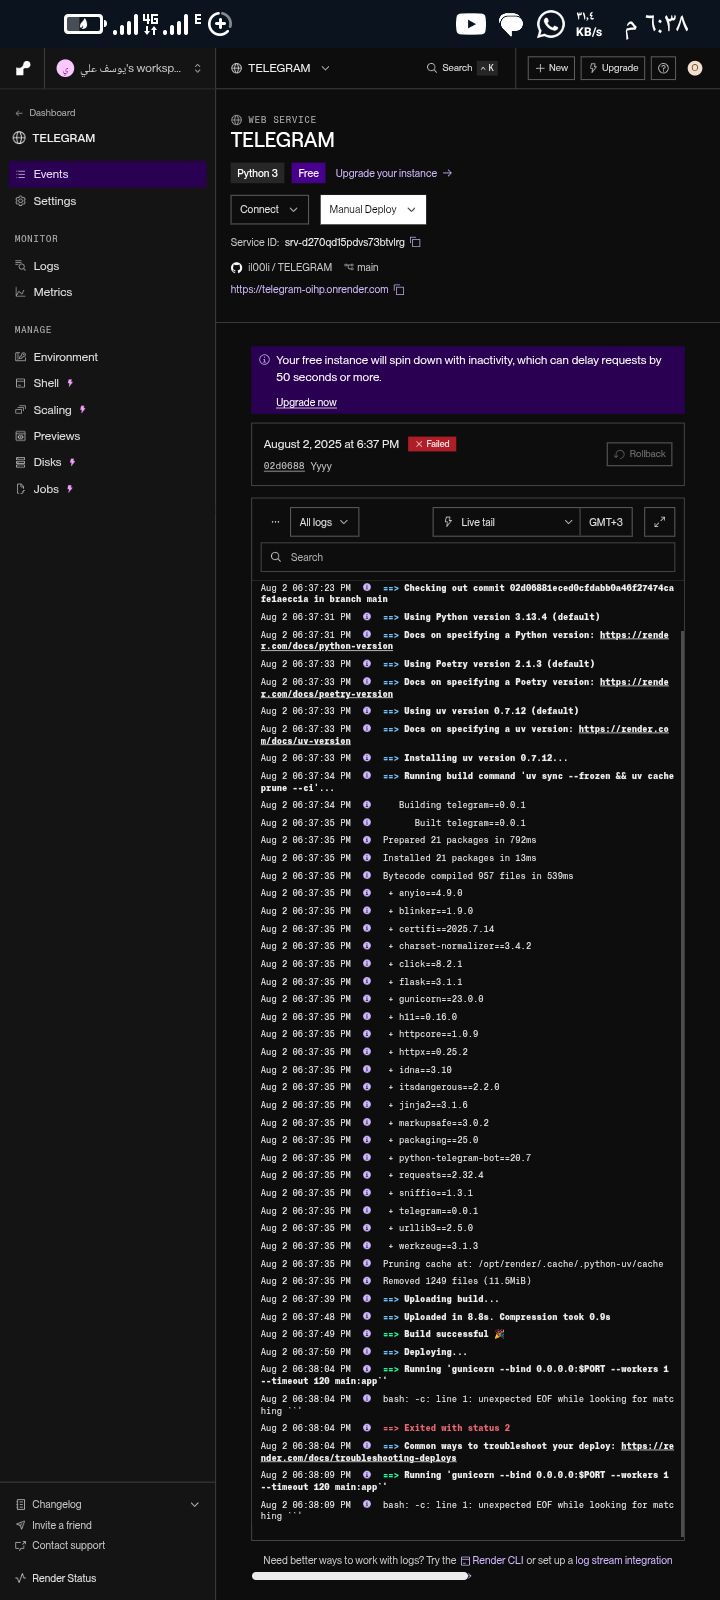 4G
E
٣١,٤
KB/s
٦:٣٨ م
ي
يوسف علي's worksp...
TELEGRAM
Search
K
+ New
Upgrade
O
← Dashboard
TELEGRAM
Events
Settings
MONITOR
Logs
Metrics
MANAGE
Environment
Shell
Scaling
Previews
Disks
Jobs
Changelog
Invite a friend
Contact support
Render Status
WEB SERVICE
TELEGRAM
Python 3
Free
Upgrade your instance →
Connect
Manual Deploy
Service ID: srv-d270qd15pdvs73btvlrg
il00li / TELEGRAM
main
https://telegram-oihp.onrender.com
Your free instance will spin down with inactivity, which can delay requests by
50 seconds or more.
Upgrade now
August 2, 2025 at 6:37 PM
Failed
02d0688 Yyyy
Rollback
All logs
Live tail
GMT+3
Search
Aug 2 06:37:23 PM ==> Checking out commit 02d06881eced0cfdabb0a46f27474ca
fe1aecc1a in branch main
Aug 2 06:37:31 PM ==> Using Python version 3.13.4 (default)
Aug 2 06:37:31 PM ==> Docs on specifying a Python version: https://rende
r.com/docs/python-version
Aug 2 06:37:33 PM ==> Using Poetry version 2.1.3 (default)
Aug 2 06:37:33 PM ==> Docs on specifying a Poetry version: https://rende
r.com/docs/poetry-version
Aug 2 06:37:33 PM ==> Using uv version 0.7.12 (default)
Aug 2 06:37:33 PM ==> Docs on specifying a uv version: https://render.co
m/docs/uv-version
Aug 2 06:37:33 PM ==> Installing uv version 0.7.12...
Aug 2 06:37:34 PM ==> Running build command 'uv sync --frozen && uv cache
prune --ci'...
Aug 2 06:37:34 PM Building telegram==0.0.1
Aug 2 06:37:35 PM Built telegram==0.0.1
Aug 2 06:37:35 PM Prepared 21 packages in 792ms
Aug 2 06:37:35 PM Installed 21 packages in 13ms
Aug 2 06:37:35 PM Bytecode compiled 957 files in 539ms
Aug 2 06:37:35 PM + anyio==4.9.0
Aug 2 06:37:35 PM + blinker==1.9.0
Aug 2 06:37:35 PM + certifi==2025.7.14
Aug 2 06:37:35 PM + charset-normalizer==3.4.2
Aug 2 06:37:35 PM + click==8.2.1
Aug 2 06:37:35 PM + flask==3.1.1
Aug 2 06:37:35 PM + gunicorn==23.0.0
Aug 2 06:37:35 PM + h11==0.16.0
Aug 2 06:37:35 PM + httpcore==1.0.9
Aug 2 06:37:35 PM + httpx==0.25.2
Aug 2 06:37:35 PM + idna==3.10
Aug 2 06:37:35 PM + itsdangerous==2.2.0
Aug 2 06:37:35 PM + jinja2==3.1.6
Aug 2 06:37:35 PM + markupsafe==3.0.2
Aug 2 06:37:35 PM + packaging==25.0
Aug 2 06:37:35 PM + python-telegram-bot==20.7
Aug 2 06:37:35 PM + requests==2.32.4
Aug 2 06:37:35 PM + sniffio==1.3.1
Aug 2 06:37:35 PM + telegram==0.0.1
Aug 2 06:37:35 PM + urllib3==2.5.0
Aug 2 06:37:35 PM + werkzeug==3.1.3
Aug 2 06:37:35 PM Pruning cache at: /opt/render/.cache/.python-uv/cache
Aug 2 06:37:35 PM Removed 1249 files (11.5MiB)
Aug 2 06:37:39 PM ==> Uploading build...
Aug 2 06:37:48 PM ==> Uploaded in 8.8s. Compression took 0.9s
Aug 2 06:37:49 PM ==> Build successful 🎉
Aug 2 06:37:50 PM ==> Deploying...
Aug 2 06:38:04 PM ==> Running 'gunicorn --bind 0.0.0.0:$PORT --workers 1
--timeout 120 main:app`'
Aug 2 06:38:04 PM bash: -c: line 1: unexpected EOF while looking for matc
hing ``'
Aug 2 06:38:04 PM ==> Exited with status 2
Aug 2 06:38:04 PM ==> Common ways to troubleshoot your deploy: https://re
nder.com/docs/troubleshooting-deploys
Aug 2 06:38:09 PM ==> Running 'gunicorn --bind 0.0.0.0:$PORT --workers 1
--timeout 120 main:app`'
Aug 2 06:38:09 PM bash: -c: line 1: unexpected EOF while looking for matc
hing ``'
Need better ways to work with logs? Try the Render CLI or set up a log stream integration